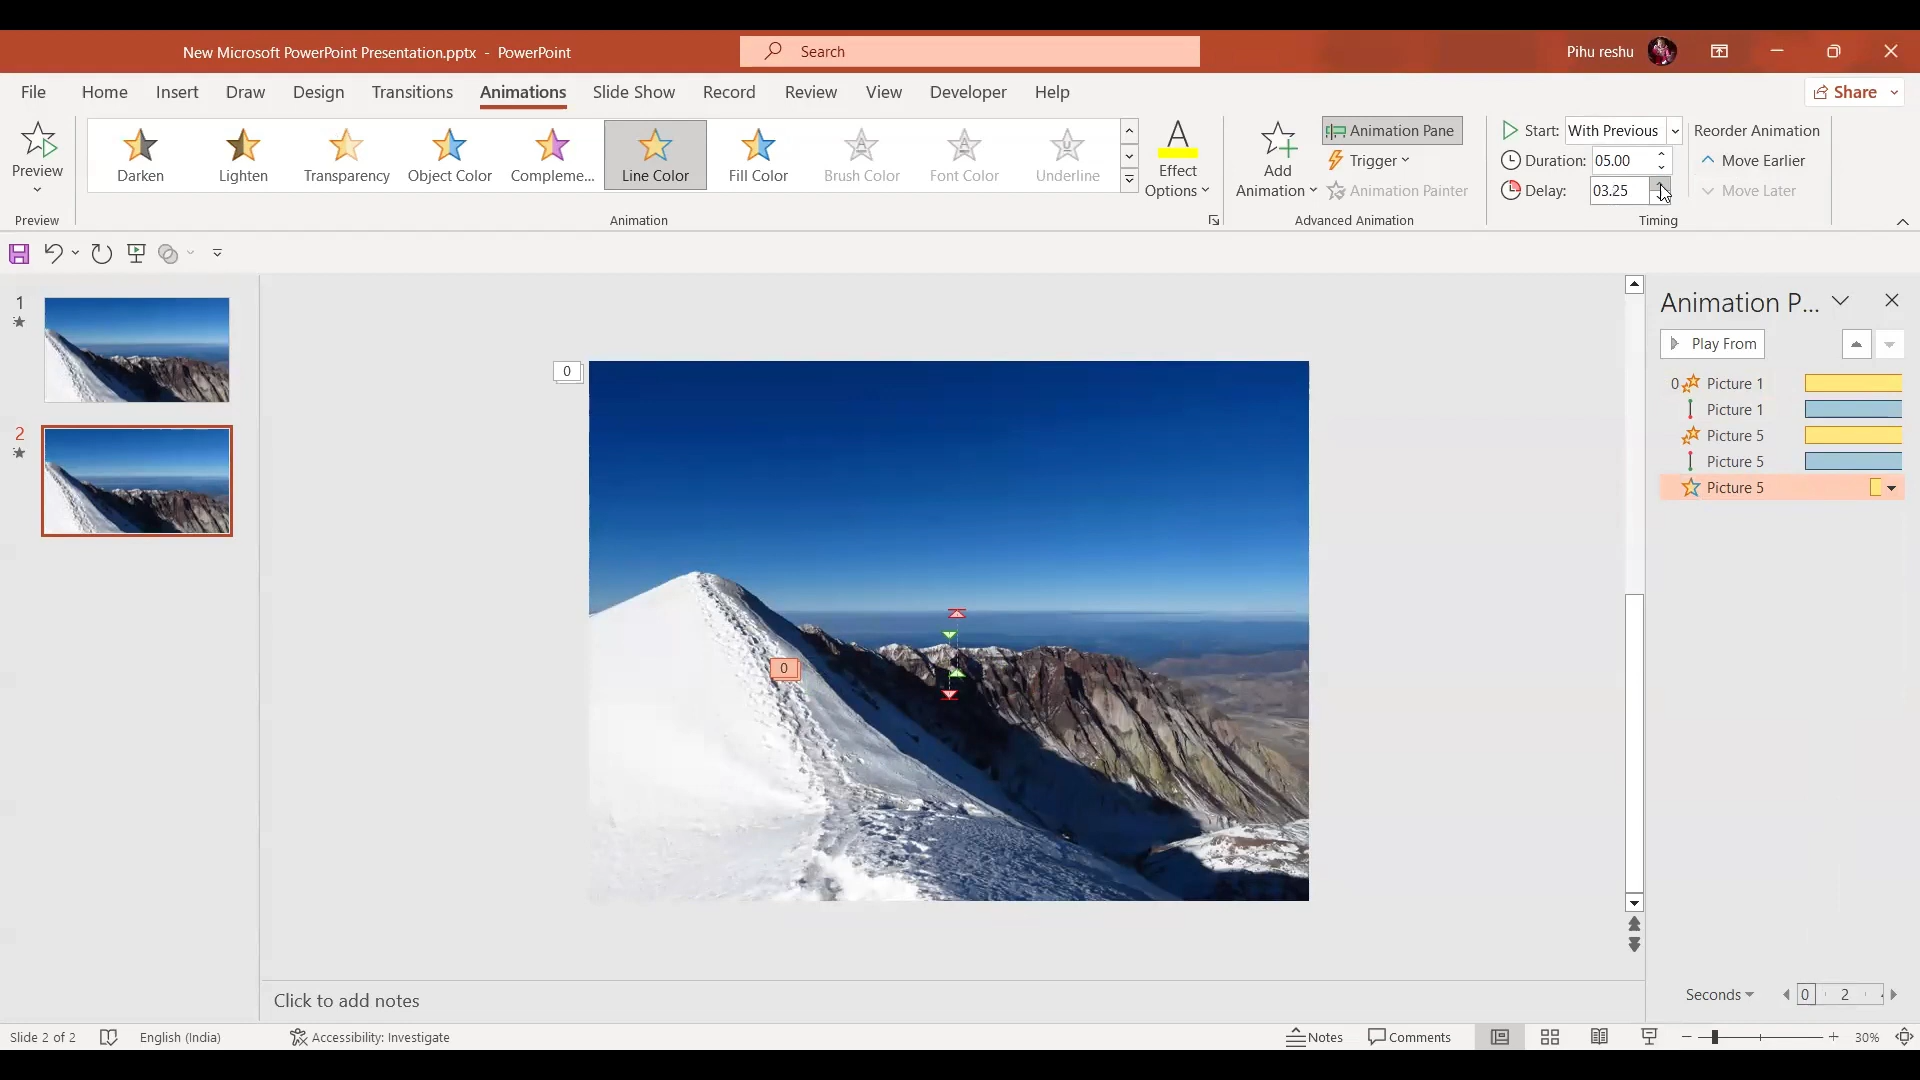 New Microsoft PowerPoint Presentation.pptx - PowerPoint
Search
Pihu reshu
File Home Insert Draw Design Transitions Animations Slide Show Record Review View Developer Help
Share
Preview
Darken
Lighten
Transparency
Object Color
Compleme...
Line Color
Fill Color
Brush Color
Font Color
Underline
Effect
Options
Add
Animation
Animation Pane
Trigger
Animation Painter
Start: With Previous
Duration: 05.00
Delay: 03.25
Reorder Animation
Move Earlier
Move Later
Preview
Animation
Advanced Animation
Timing
1
2
0
0
Animation P...
Play From
0 Picture 1
Picture 1
Picture 5
Picture 5
Picture 5
Seconds 0 2
Click to add notes
Slide 2 of 2
English (India)
Accessibility: Investigate
Notes
Comments
30%